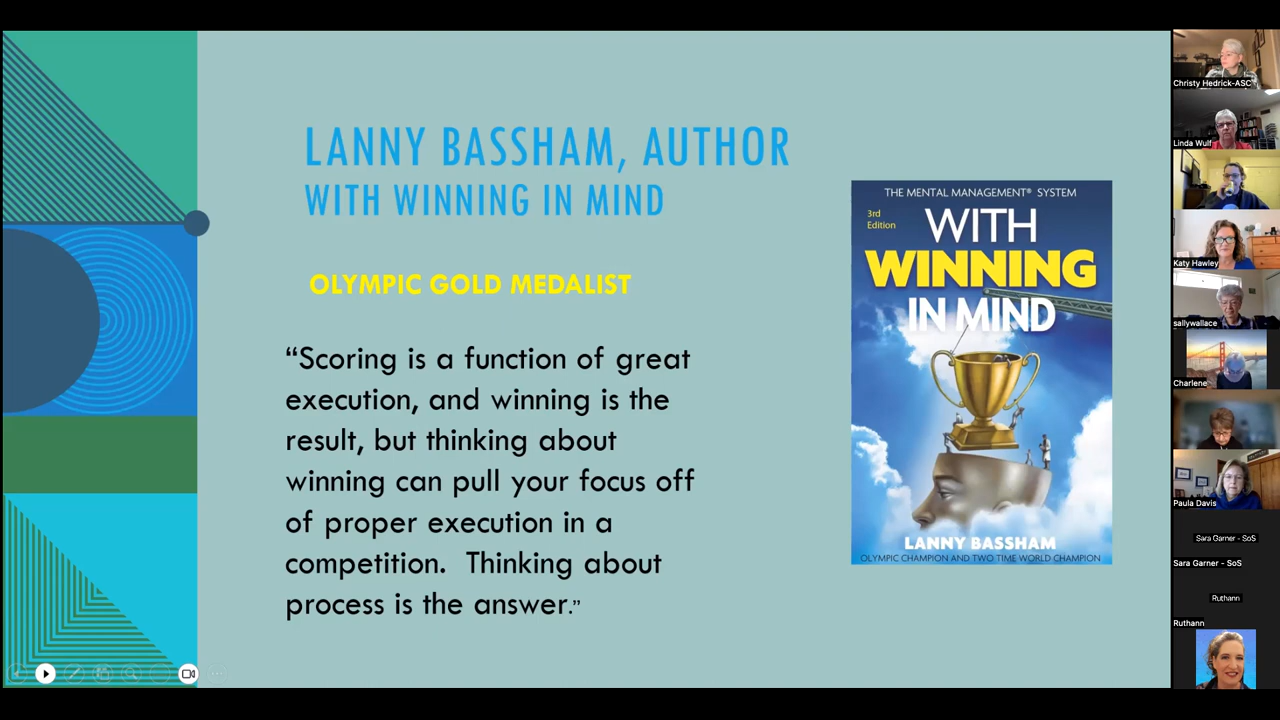 LANNY BASSHAM, AUTHOR
WITH WINNING IN MIND
OLYMPIC GOLD MEDALIST
“Scoring is a function of great
execution, and winning is the
result, but thinking about
winning can pull your focus off
of proper execution in a
competition.  Thinking about
process is the answer.”
THE MENTAL MANAGEMENT® SYSTEM
3rd
Edition
WITH
WINNING
IN MIND
LANNY BASSHAM
OLYMPIC CHAMPION AND TWO TIME WORLD CHAMPION
Christy Hedrick-ASC
Linda Wulf
Katy Hawley
sallywallace
Charlene
Paula Davis
Sara Garner - SoS
Sara Garner - SoS
Ruthann
Ruthann